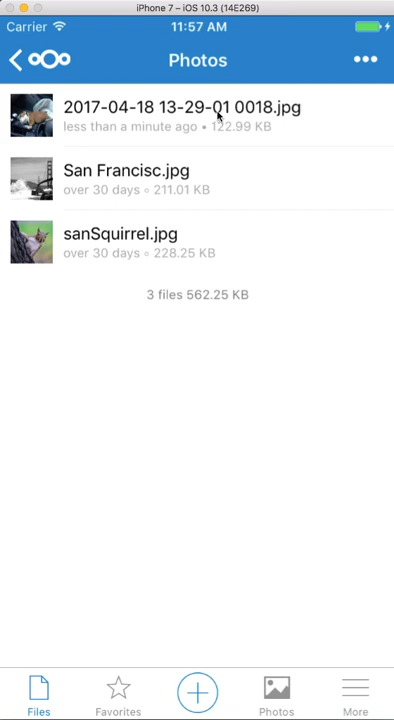 iPhone 7 – iOS 10.3 (14E269)
Carrier 11:57 AM
Photos
2017-04-18 13-29-01 0018.jpg
less than a minute ago • 122.99 KB
San Francisc.jpg
over 30 days ◦ 211.01 KB
sanSquirrel.jpg
over 30 days ◦ 228.25 KB
3 files 562.25 KB
Files Favorites Photos More